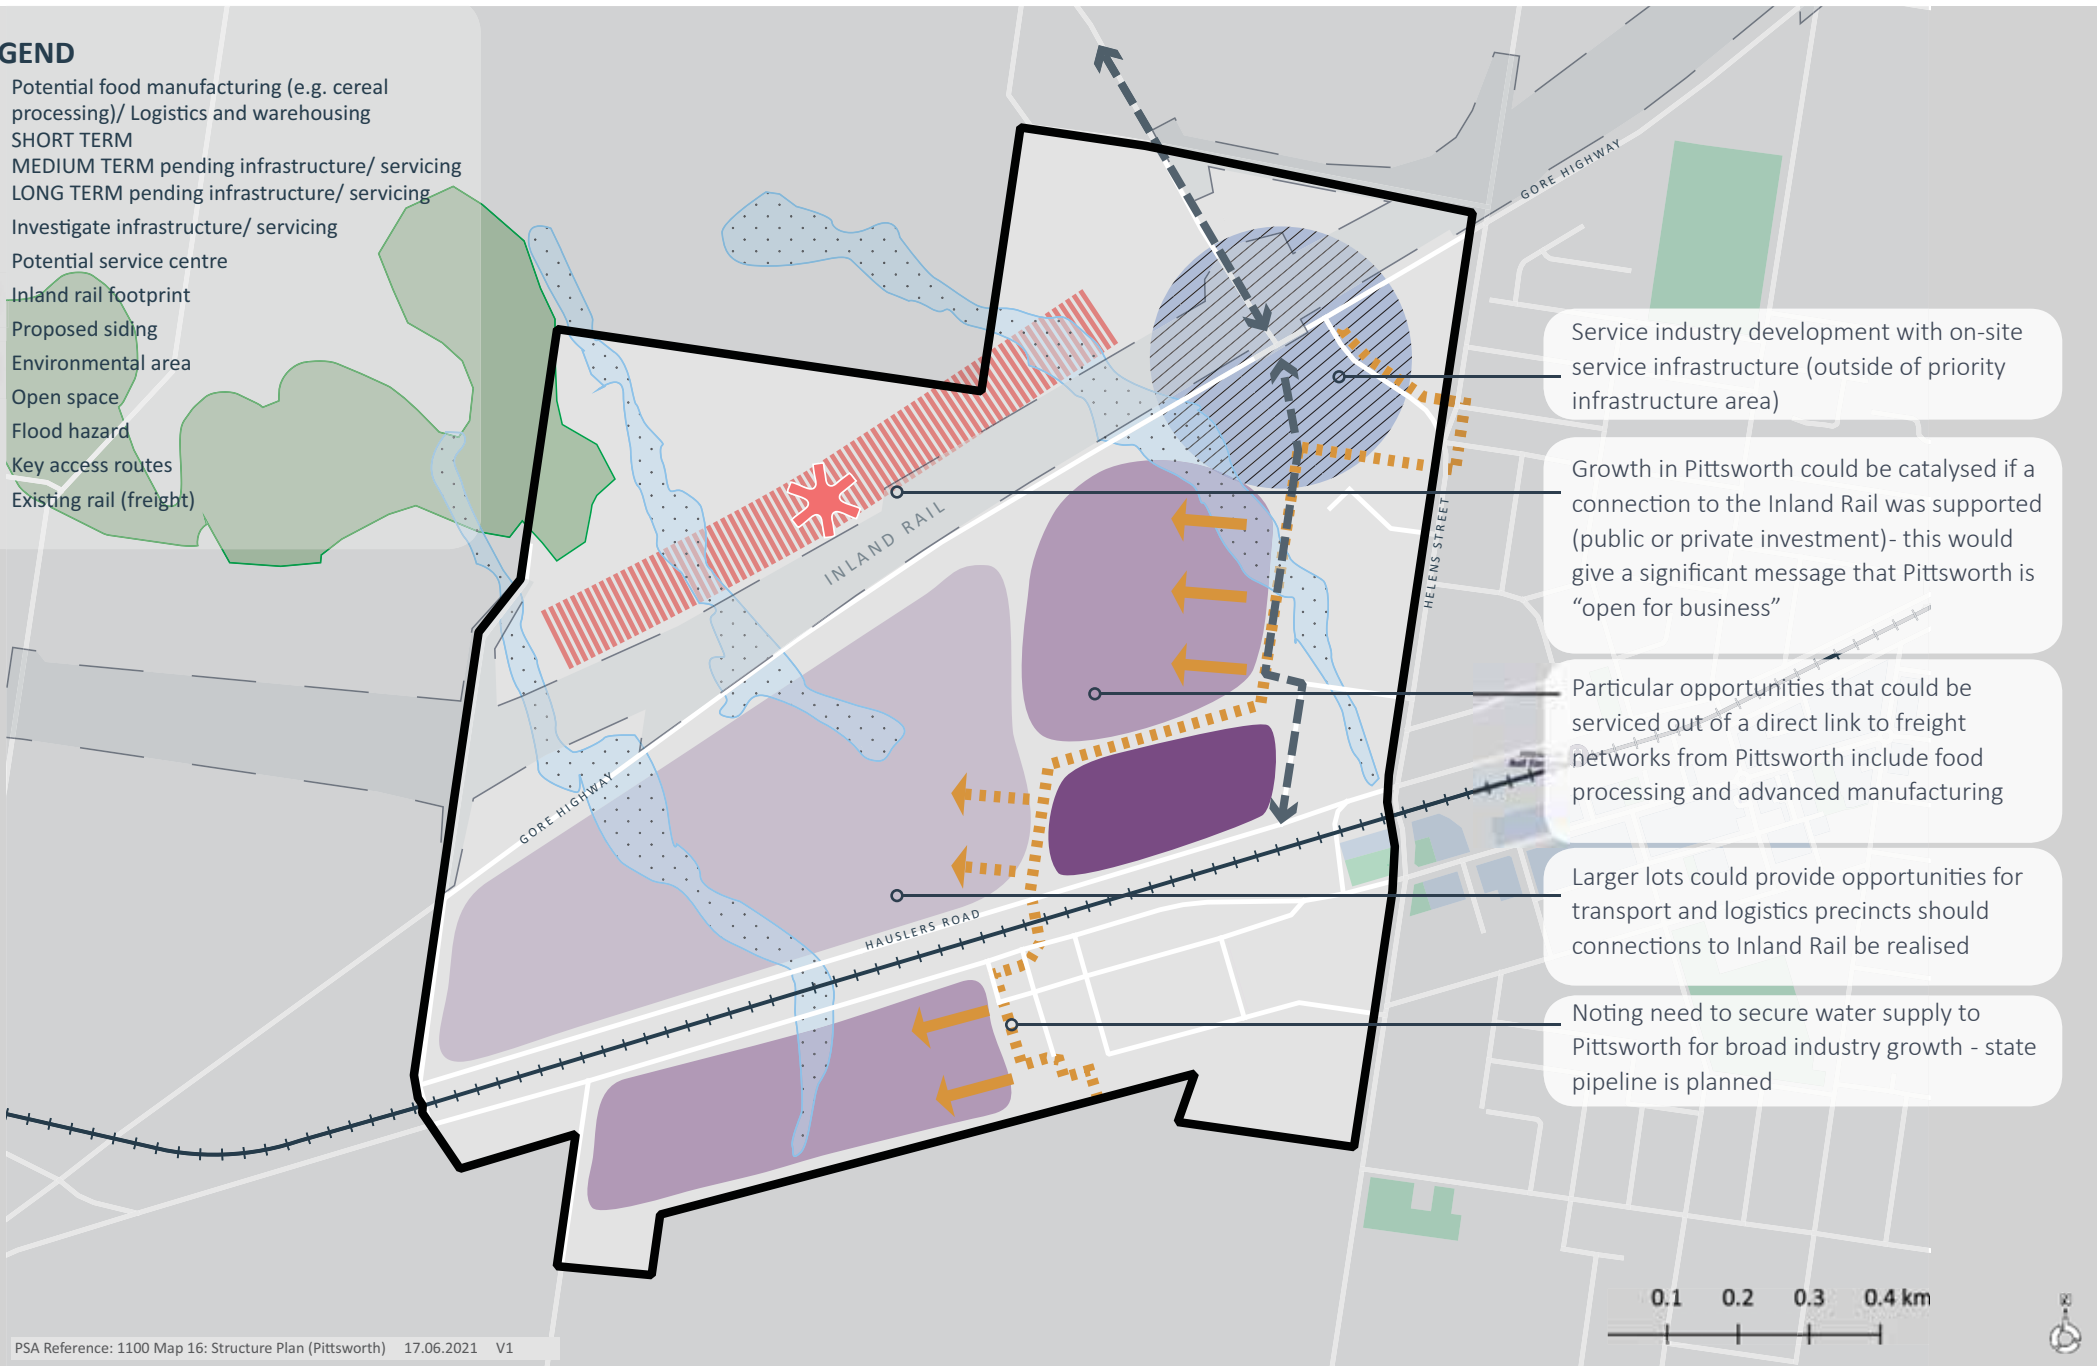 GEND
Potential food manufacturing (e.g. cereal
processing)/ Logistics and warehousing
SHORT TERM
MEDIUM TERM pending infrastructure/ servicing
LONG TERM pending infrastructure/ servicing
Investigate infrastructure/ servicing
Potential service centre
Inland rail footprint
Proposed siding
Environmental area
Open space
Flood hazard
Key access routes
Existing rail (freight)
GORE HIGHWAY
Service industry development with on-site
service infrastructure (outside of priority
infrastructure area)
Growth in Pittsworth could be catalysed if a
connection to the Inland Rail was supported
(public or private investment)- this would
give a significant message that Pittsworth is
“open for business”
INLAND RAIL
HELENS STREET
Particular opportunities that could be
serviced out of a direct link to freight
networks from Pittsworth include food
processing and advanced manufacturing
GORE HIGHWAY
Larger lots could provide opportunities for
transport and logistics precincts should
connections to Inland Rail be realised
HAUSLERS ROAD
Noting need to secure water supply to
Pittsworth for broad industry growth - state
pipeline is planned
0.1 0.2 0.3 0.4 km
N
PSA Reference: 1100 Map 16: Structure Plan (Pittsworth) 17.06.2021 V1